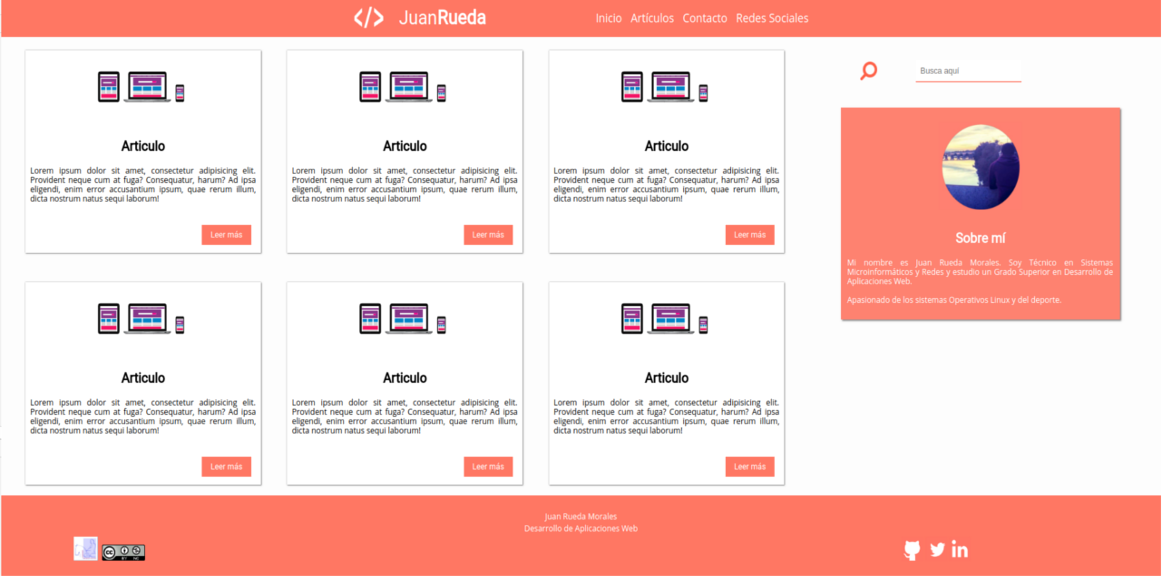 </> JuanRueda
Inicio Artículos Contacto Redes Sociales
Busca aquí
Articulo
Lorem ipsum dolor sit amet, consectetur adipisicing elit.
Provident neque cum at fuga? Consequatur, harum? Ad ipsa
eligendi, enim error accusantium ipsum, quae rerum illum,
dicta nostrum natus sequi laborum!
Leer más
Articulo
Lorem ipsum dolor sit amet, consectetur adipisicing elit.
Provident neque cum at fuga? Consequatur, harum? Ad ipsa
eligendi, enim error accusantium ipsum, quae rerum illum,
dicta nostrum natus sequi laborum!
Leer más
Articulo
Lorem ipsum dolor sit amet, consectetur adipisicing elit.
Provident neque cum at fuga? Consequatur, harum? Ad ipsa
eligendi, enim error accusantium ipsum, quae rerum illum,
dicta nostrum natus sequi laborum!
Leer más
Sobre mí
Mi nombre es Juan Rueda Morales. Soy Técnico en Sistemas
Microinformáticos y Redes y estudio un Grado Superior en Desarrollo de
Aplicaciones Web.
Apasionado de los sistemas Operativos Linux y del deporte.
Articulo
Lorem ipsum dolor sit amet, consectetur adipisicing elit.
Provident neque cum at fuga? Consequatur, harum? Ad ipsa
eligendi, enim error accusantium ipsum, quae rerum illum,
dicta nostrum natus sequi laborum!
Leer más
Articulo
Lorem ipsum dolor sit amet, consectetur adipisicing elit.
Provident neque cum at fuga? Consequatur, harum? Ad ipsa
eligendi, enim error accusantium ipsum, quae rerum illum,
dicta nostrum natus sequi laborum!
Leer más
Articulo
Lorem ipsum dolor sit amet, consectetur adipisicing elit.
Provident neque cum at fuga? Consequatur, harum? Ad ipsa
eligendi, enim error accusantium ipsum, quae rerum illum,
dicta nostrum natus sequi laborum!
Leer más
Juan Rueda Morales
Desarrollo de Aplicaciones Web
cc
in